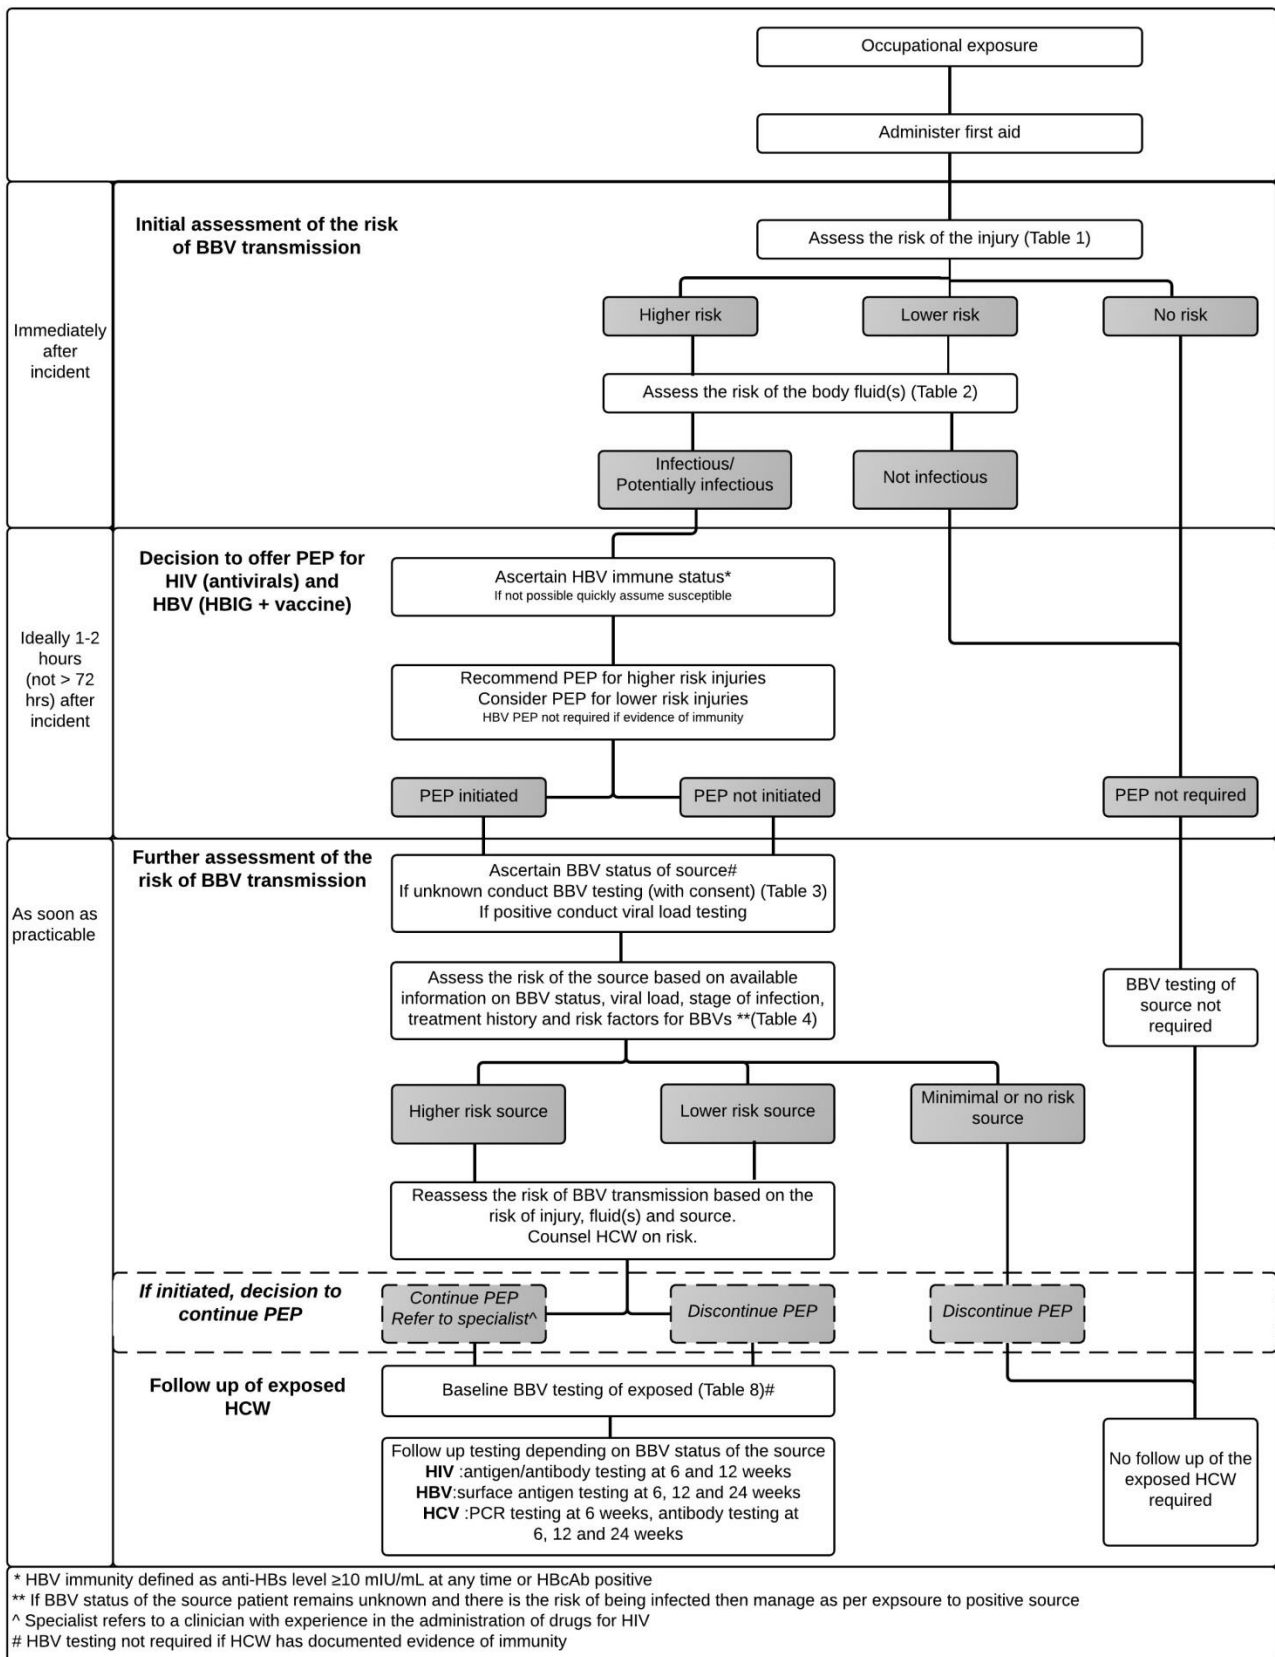 Occupational exposure
Administer first aid
Immediately
after
incident
Initial assessment of the risk
of BBV transmission
Assess the risk of the injury (Table 1)
Higher risk
Lower risk
No risk
Assess the risk of the body fluid(s) (Table 2)
Infectious/
Potentially infectious
Not infectious
Ideally 1-2
hours
(not > 72
hrs) after
incident
Decision to offer PEP for
HIV (antivirals) and
HBV (HBIG + vaccine)
Ascertain HBV immune status*
If not possible quickly assume susceptible
Recommend PEP for higher risk injuries
Consider PEP for lower risk injuries
HBV PEP not required if evidence of immunity
PEP initiated
PEP not initiated
PEP not required
As soon as
practicable
Further assessment of the
risk of BBV transmission
Ascertain BBV status of source#
If unknown conduct BBV testing (with consent) (Table 3)
If positive conduct viral load testing
Assess the risk of the source based on available
information on BBV status, viral load, stage of infection,
treatment history and risk factors for BBVs **(Table 4)
BBV testing of
source not
required
Higher risk source
Lower risk source
Minimimal or no risk
source
Reassess the risk of BBV transmission based on the
risk of injury, fluid(s) and source.
Counsel HCW on risk.
If initiated, decision to
continue PEP
Continue PEP
Refer to specialist^
Discontinue PEP
Discontinue PEP
Follow up of exposed
HCW
Baseline BBV testing of exposed (Table 8)#
Follow up testing depending on BBV status of the source
HIV :antigen/antibody testing at 6 and 12 weeks
HBV:surface antigen testing at 6, 12 and 24 weeks
HCV :PCR testing at 6 weeks, antibody testing at
6, 12 and 24 weeks
No follow up of the
exposed HCW
required
* HBV immunity defined as anti-HBs level ≥10 mIU/mL at any time or HBcAb positive
** If BBV status of the source patient remains unknown and there is the risk of being infected then manage as per expsoure to positive source
^ Specialist refers to a clinician with experience in the administration of drugs for HIV
# HBV testing not required if HCW has documented evidence of immunity